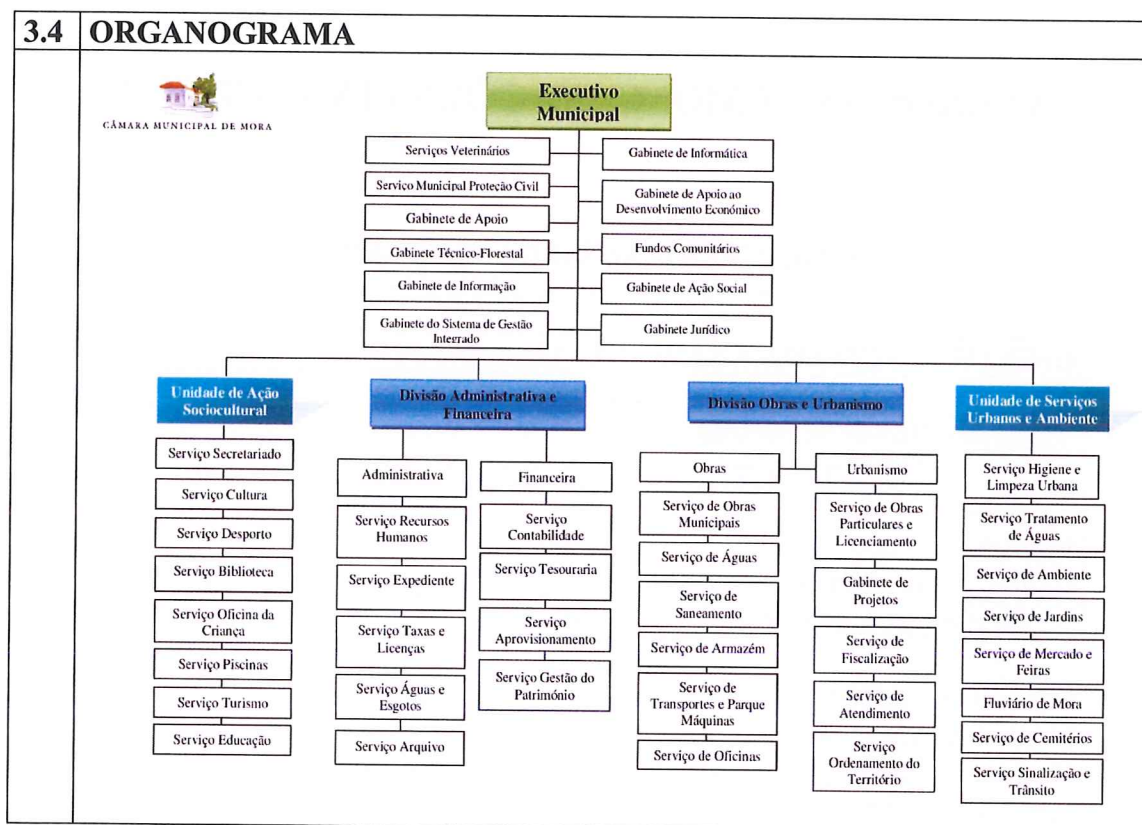 3.4 ORGANOGRAMA
CÂMARA MUNICIPAL DE MORA
Executivo
Municipal
Serviços Veterinários
Gabinete de Informática
Serviço Municipal Proteção Civil
Gabinete de Apoio ao
Desenvolvimento Económico
Gabinete de Apoio
Gabinete Técnico-Florestal
Fundos Comunitários
Gabinete de Informação
Gabinete de Ação Social
Gabinete do Sistema de Gestão
Integrado
Gabinete Jurídico
Unidade de Ação
Sociocultural
Serviço Secretariado
Serviço Cultura
Serviço Desporto
Serviço Biblioteca
Serviço Oficina da
Criança
Serviço Piscinas
Serviço Turismo
Serviço Educação
Divisão Administrativa e
Financeira
Administrativa
Serviço Recursos
Humanos
Serviço Expediente
Serviço Taxas e
Licenças
Serviço Águas e
Esgotos
Serviço Arquivo
Financeira
Serviço
Contabilidade
Serviço Tesouraria
Serviço
Aprovisionamento
Serviço Gestão do
Património
Divisão Obras e Urbanismo
Obras
Serviço de Obras
Municipais
Serviço de Águas
Serviço de
Saneamento
Serviço de Armazém
Serviço de
Transportes e Parque
Máquinas
Serviço de Oficinas
Urbanismo
Serviço de Obras
Particulares e
Licenciamento
Gabinete de
Projetos
Serviço de
Fiscalização
Serviço de
Atendimento
Serviço
Ordenamento do
Território
Unidade de Serviços
Urbanos e Ambiente
Serviço Higiene e
Limpeza Urbana
Serviço Tratamento
de Águas
Serviço de Ambiente
Serviço de Jardins
Serviço de Mercado e
Feiras
Fluviário de Mora
Serviço de Cemitérios
Serviço Sinalização e
Trânsito